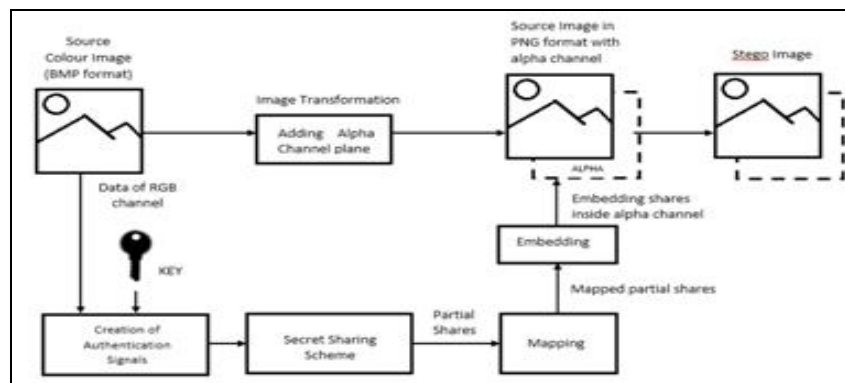 Source
Colour Image
(BMP format)
Image Transformation
Adding Alpha
Channel plane
Source Image in
PNG format with
alpha channel
Stego Image
ALPHA
Data of RGB
channel
KEY
Embedding shares
inside alpha channel
Embedding
Mapped partial shares
Creation of
Authentication
Signals
Secret Sharing
Scheme
Partial
Shares
Mapping